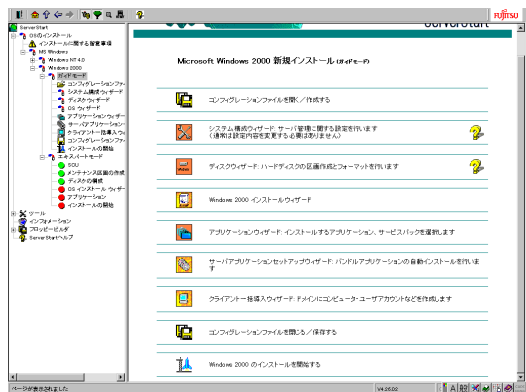 FUJITSU
ServerStart
OSのインストール
インストールに関する留意事項
MS Windows
Windows NT4.0
Windows 2000
ガイドモード
コンフィグレーションファ
システム構成ウィザード
ディスクウィザード
OS ウィザード
アプリケーションウィザー
サーバアプリケーション
クライアント一括導入ウィ
コンフィグレーションファー
インストールの開始
エキスパートモード
SOU
メンテナンス区画の作成
ディスクの構成
OS インストールウィザー
アプリケーション
インストールの開始
ツール
インフォメーション
フロッピービルダ
ServerStartヘルプ
ServerStart
Microsoft Windows 2000 新規インストール (ガイドモード)
コンフィグレーションファイルを開く／作成する
システム構成ウィザード: サーバ管理に関する設定を行います
(通常は設定内容を変更する必要はありません)
ディスクウィザード: ハードディスクの区画作成とフォーマットを行います
Windows 2000 インストールウィザード
アプリケーションウィザード: インストールするアプリケーション、サービスパックを選択します
サーバアプリケーションセットアップウィザード: バンドルアプリケーションの自動インストールを行いま
す
クライアント一括導入ウィザード: ドメインにコンピュータ・ユーザアカウントなどを作成します
コンフィグレーションファイルを閉じる／保存する
Windows 2000 のインストールを開始する
ページが表示されました
V4.26.02
A 般